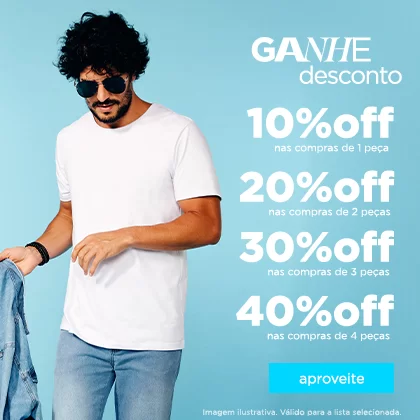 GANHE
desconto
10%off
nas compras de 1 peça
20%off
nas compras de 2 peças
30%off
nas compras de 3 peças
40%off
nas compras de 4 peças
aproveite
Imagem ilustrativa. Válido para a lista selecionada.